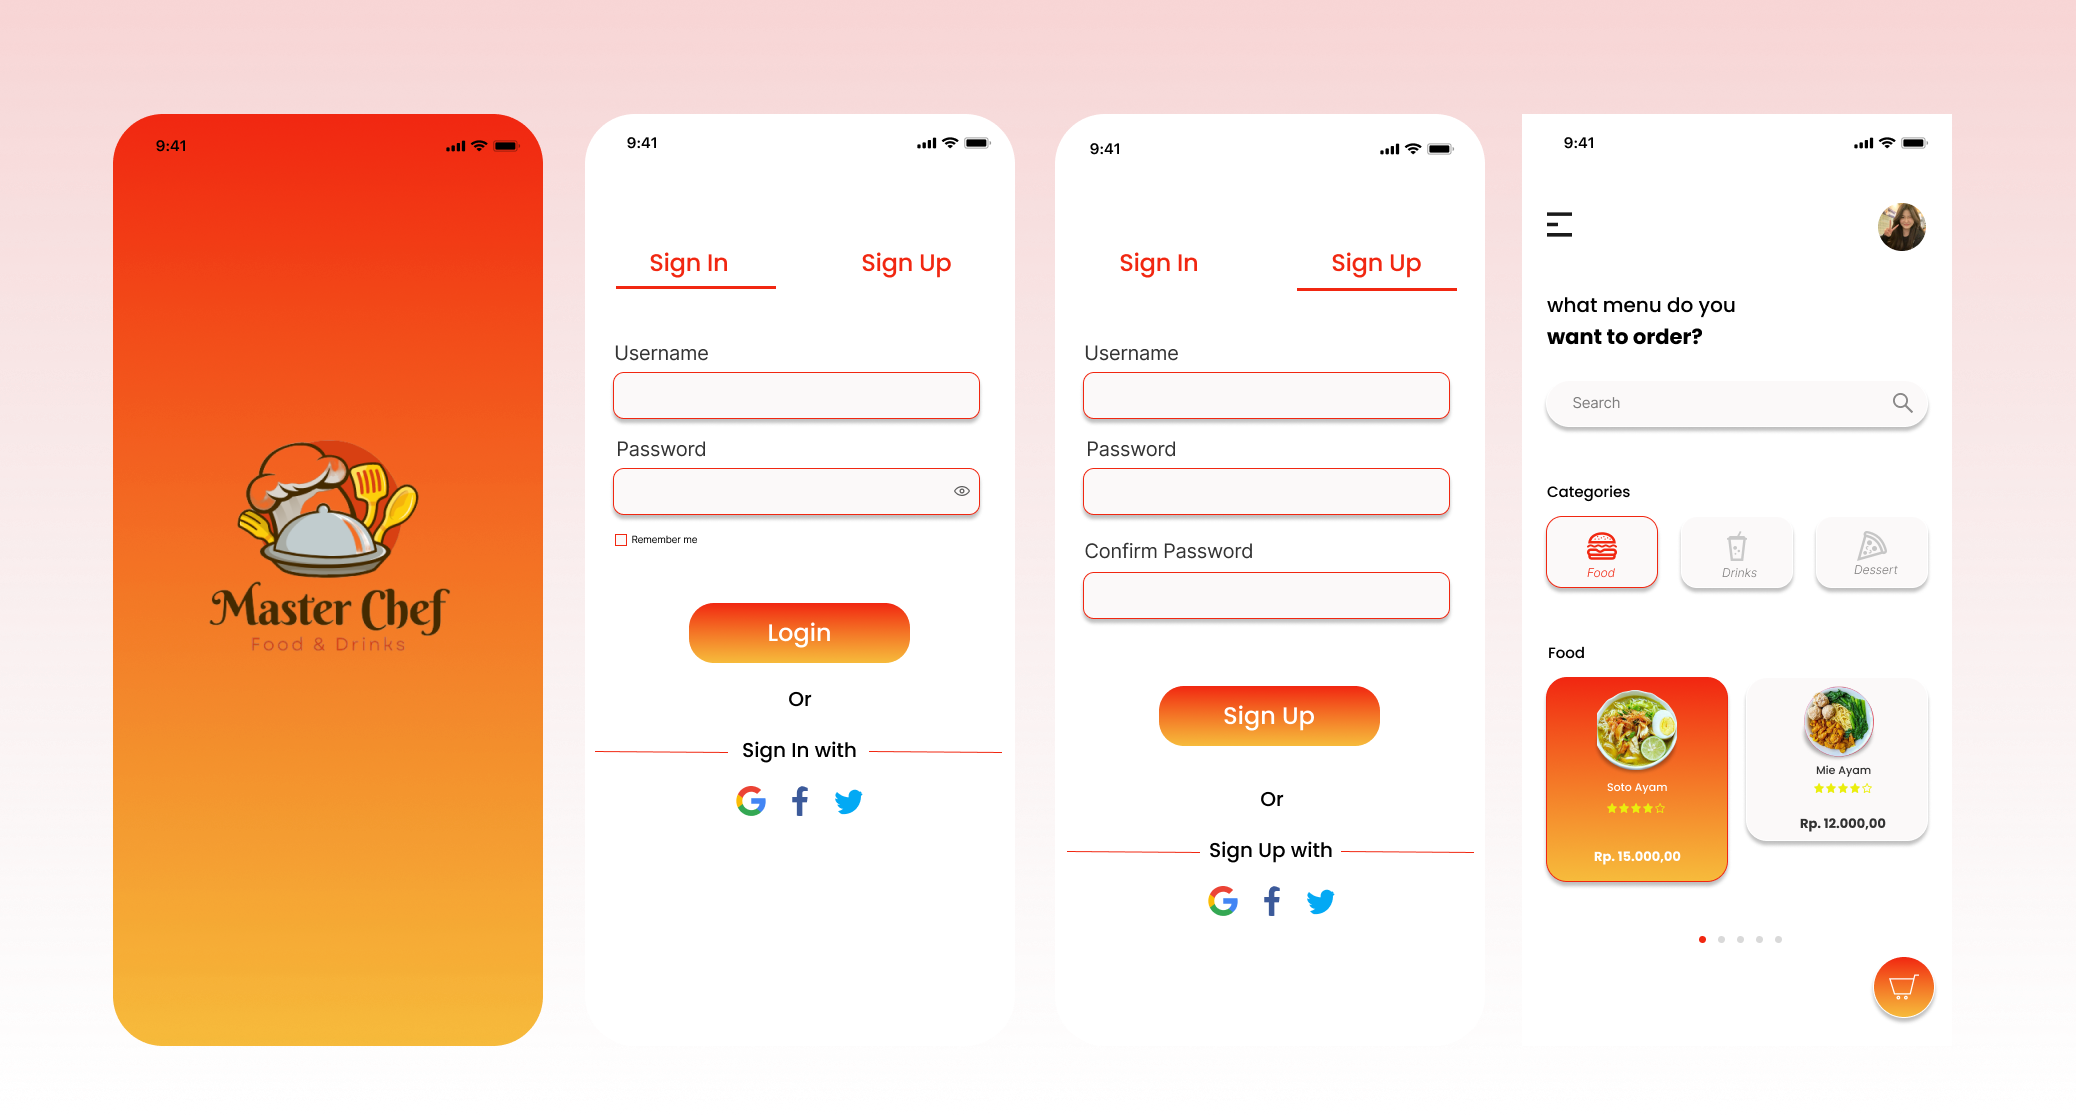 9:41
Master Chef
Food & Drinks
9:41
Sign In
Sign Up
Username
Password
Remember me
Login
Or
Sign In with
9:41
Sign In
Sign Up
Username
Password
Confirm Password
Sign Up
Or
Sign Up with
9:41
what menu do you
want to order?
Search
Categories
Food
Drinks
Dessert
Food
Soto Ayam
Rp. 15.000,00
Mie Ayam
Rp. 12.000,00